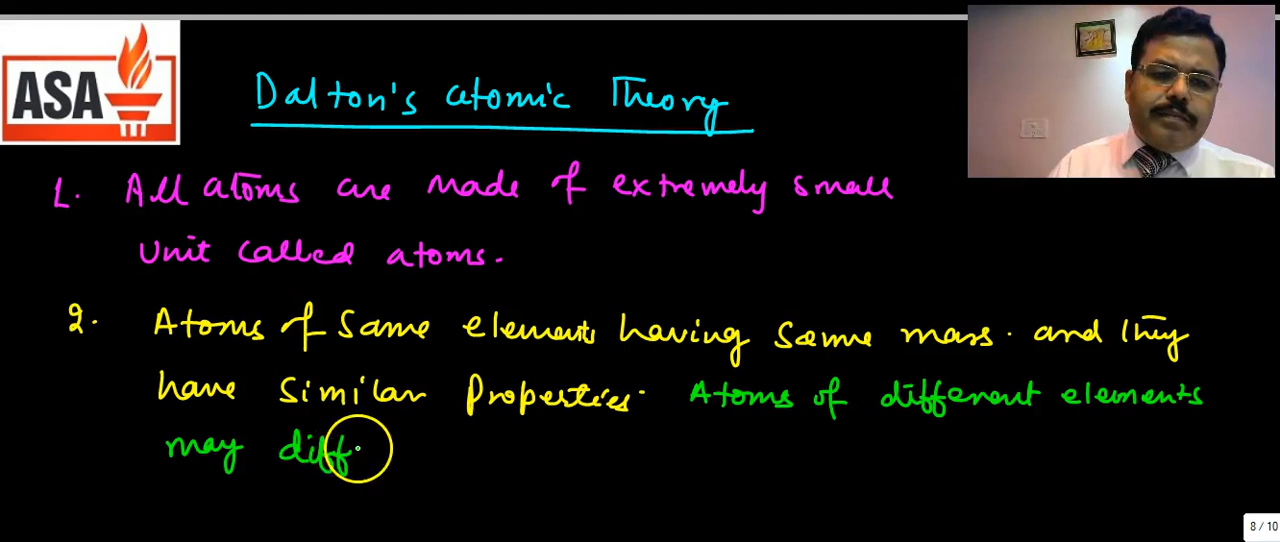 ASA
Dalton's atomic Theory
1. All atoms are made of extremely small
Unit called atoms.
2. Atoms of same elements having same mass. and they
have similar Properties. Atoms of different elements
may diff
8 / 10